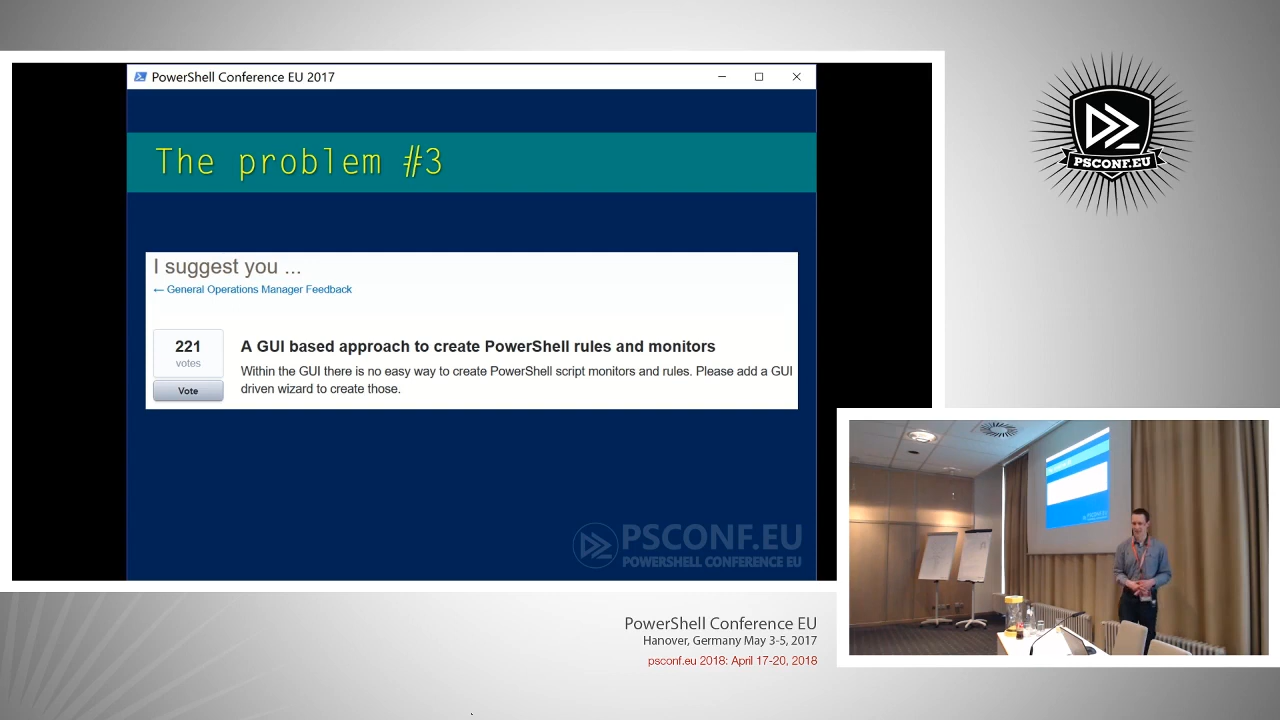 PowerShell Conference EU 2017
The problem #3
I suggest you ...
← General Operations Manager Feedback
221
votes
Vote
A GUI based approach to create PowerShell rules and monitors
Within the GUI there is no easy way to create PowerShell script monitors and rules. Please add a GUI
driven wizard to create those.
PSCONF.EU
POWERSHELL CONFERENCE EU
PSCONF.EU
PowerShell Conference EU
Hanover, Germany May 3-5, 2017
psconf.eu 2018: April 17-20, 2018